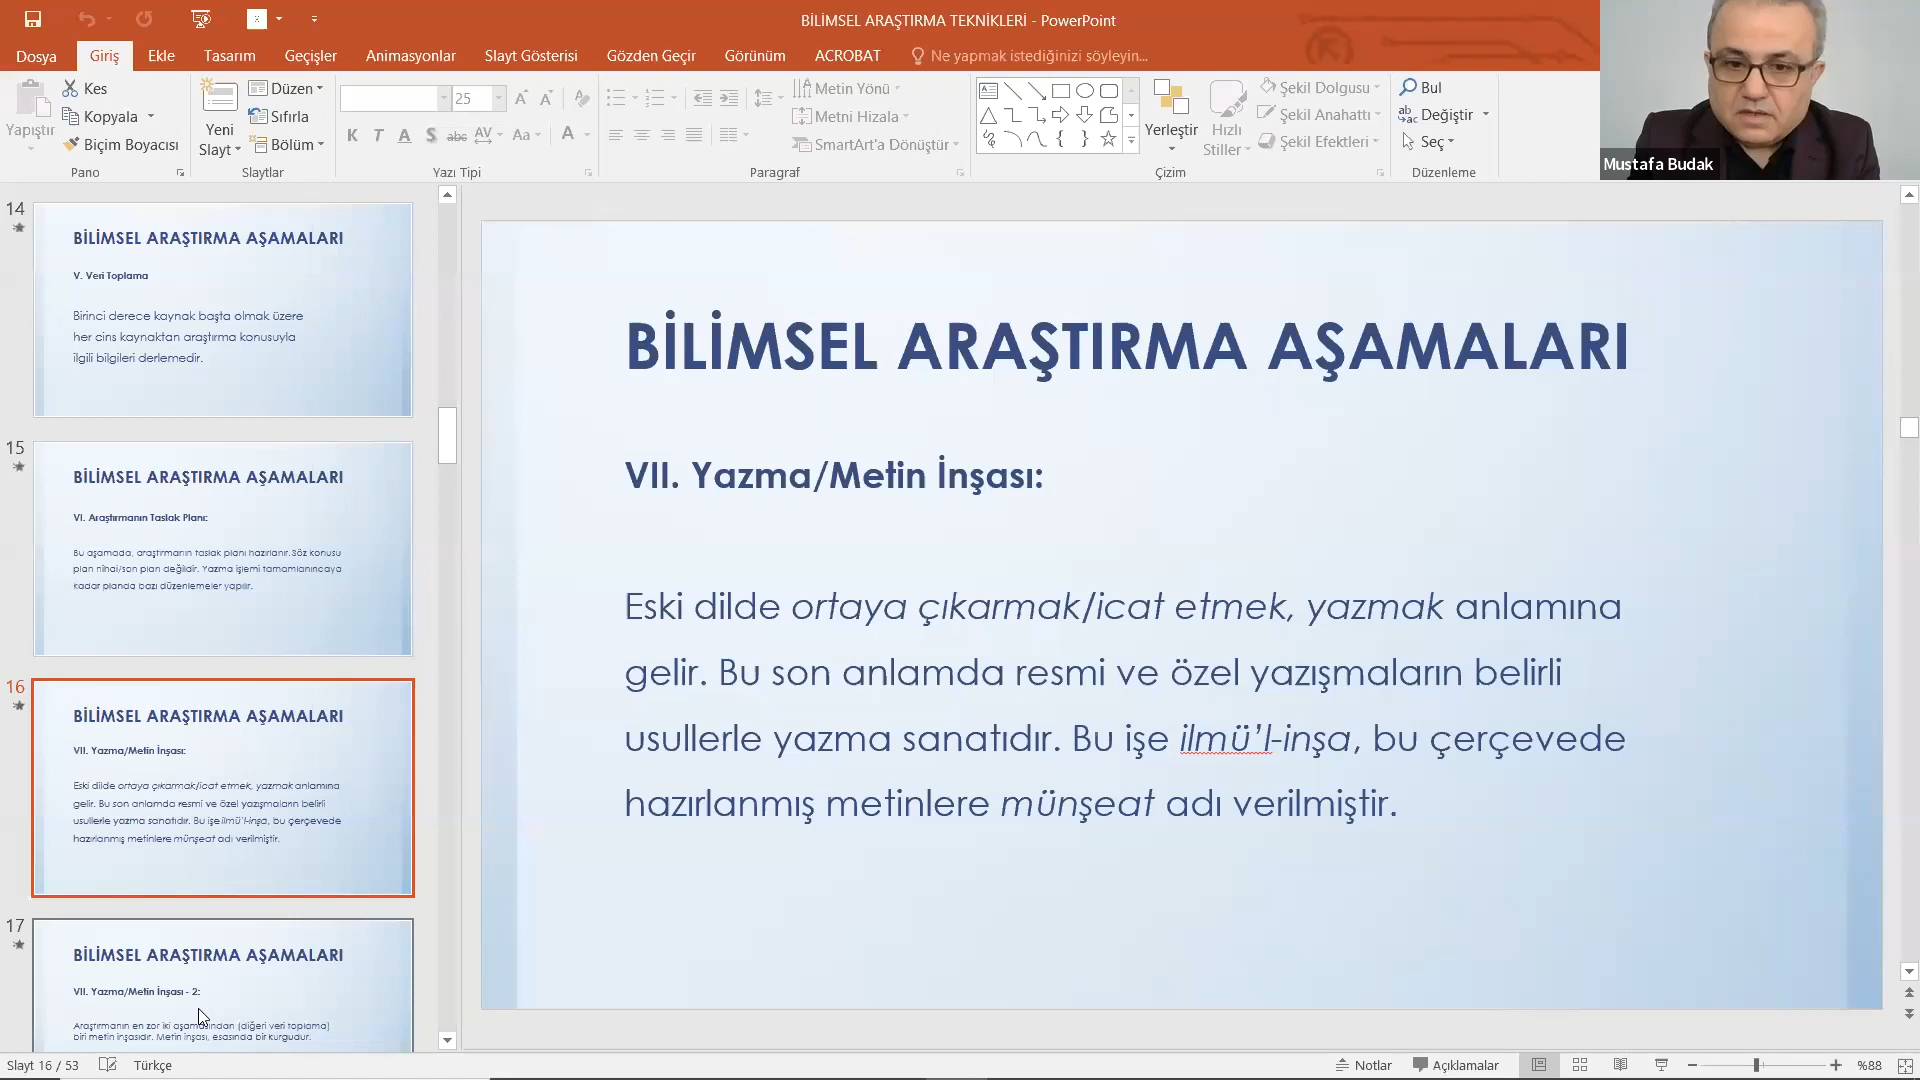 BİLİMSEL ARAŞTIRMA TEKNİKLERİ - PowerPoint
Dosya Giriş Ekle Tasarım Geçişler Animasyonlar Slayt Gösterisi Gözden Geçir Görünüm ACROBAT Ne yapmak istediğinizi söyleyin...
Yapıştır
Kes
Kopyala
Biçim Boyacısı
Pano
Yeni
Slayt
Düzen
Sıfırla
Bölüm
Slaytlar
25
K T A S abc AV Aa A
Yazı Tipi
Metin Yönü
Metni Hizala
SmartArt'a Dönüştür
Paragraf
Yerleştir
Hızlı
Stiller
Şekil Dolgusu
Şekil Anahattı
Şekil Efektleri
Çizim
Bul
Değiştir
Seç
Düzenleme
Mustafa Budak
14
BİLİMSEL ARAŞTIRMA AŞAMALARI
V. Veri Toplama
Birinci derece kaynak başta olmak üzere
her cins kaynaktan araştırma konusuyla
ilgili bilgileri derlemedir.
15
BİLİMSEL ARAŞTIRMA AŞAMALARI
VI. Araştırmanın Taslak Planı:
Bu aşamada, araştırmanın taslak planı hazırlanır. Söz konusu
plan nihai/son plan değildir. Yazma işlemi tamamlanıncaya
kadar planda bazı düzenlemeler yapılır.
16
BİLİMSEL ARAŞTIRMA AŞAMALARI
VII. Yazma/Metin İnşası:
Eski dilde ortaya çıkarmak/icat etmek, yazmak anlamına
gelir. Bu son anlamda resmi ve özel yazışmaların belirli
usullerle yazma sanatıdır. Bu işe ilmü'l-inşa, bu çerçevede
hazırlanmış metinlere münşeat adı verilmiştir.
17
BİLİMSEL ARAŞTIRMA AŞAMALARI
VII. Yazma/Metin İnşası - 2:
Araştırmanın en zor iki aşamasından (diğeri veri toplama)
biri metin inşasıdır. Metin inşası, esasında bir kurgudur.
BİLİMSEL ARAŞTIRMA AŞAMALARI
VII. Yazma/Metin İnşası:
Eski dilde ortaya çıkarmak/icat etmek, yazmak anlamına
gelir. Bu son anlamda resmi ve özel yazışmaların belirli
usullerle yazma sanatıdır. Bu işe ilmü’l-inşa, bu çerçevede
hazırlanmış metinlere münşeat adı verilmiştir.
Slayt 16 / 53 Türkçe Notlar Açıklamalar %88